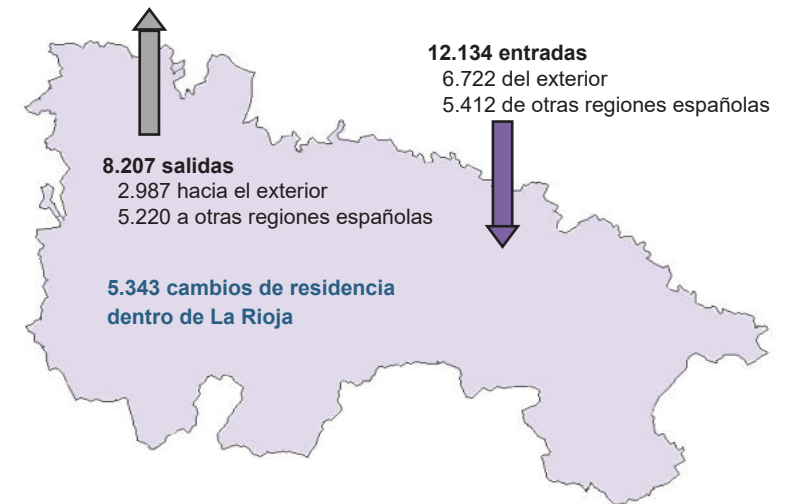 12.134 entradas
6.722 del exterior
5.412 de otras regiones españolas
8.207 salidas
2.987 hacia el exterior
5.220 a otras regiones españolas
5.343 cambios de residencia
dentro de La Rioja